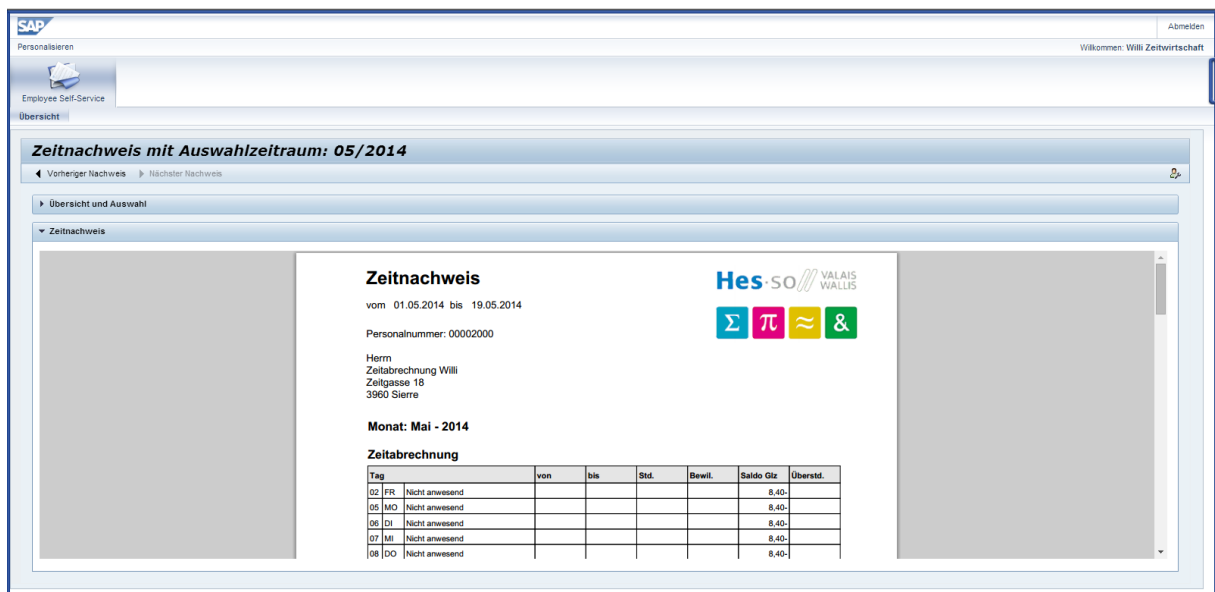 SAP
Abmelden
Personalisieren
Willkommen: Willi Zeitwirtschaft
Employee Self-Service
Übersicht
Zeitnachweis mit Auswahlzeitraum: 05/2014
Vorheriger Nachweis Nächster Nachweis
Übersicht und Auswahl
Zeitnachweis
Zeitnachweis
Hes·so VALAIS WALLIS
vom 01.05.2014 bis 19.05.2014
Σ π ≈ &
Personalnummer: 00002000
Herrn
Zeitabrechnung Willi
Zeitgasse 18
3960 Sierre
Monat: Mai - 2014
Zeitabrechnung
Tag von bis Std. Bewil. Saldo Glz Überstd.
02 FR Nicht anwesend 8,40-
05 MO Nicht anwesend 8,40-
06 DI Nicht anwesend 8,40-
07 MI Nicht anwesend 8,40-
08 DO Nicht anwesend 8,40-